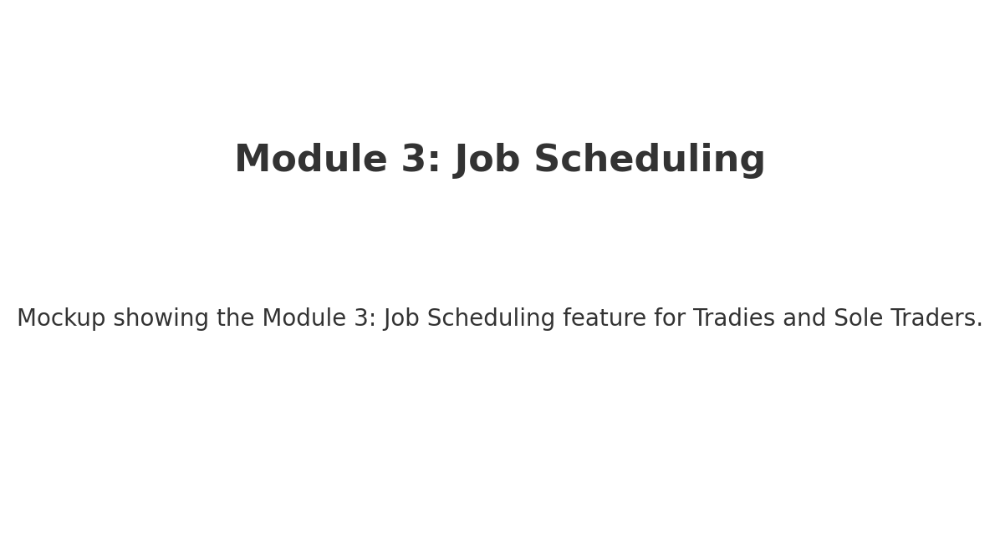 Module 3: Job Scheduling
Mockup showing the Module 3: Job Scheduling feature for Tradies and Sole Traders.